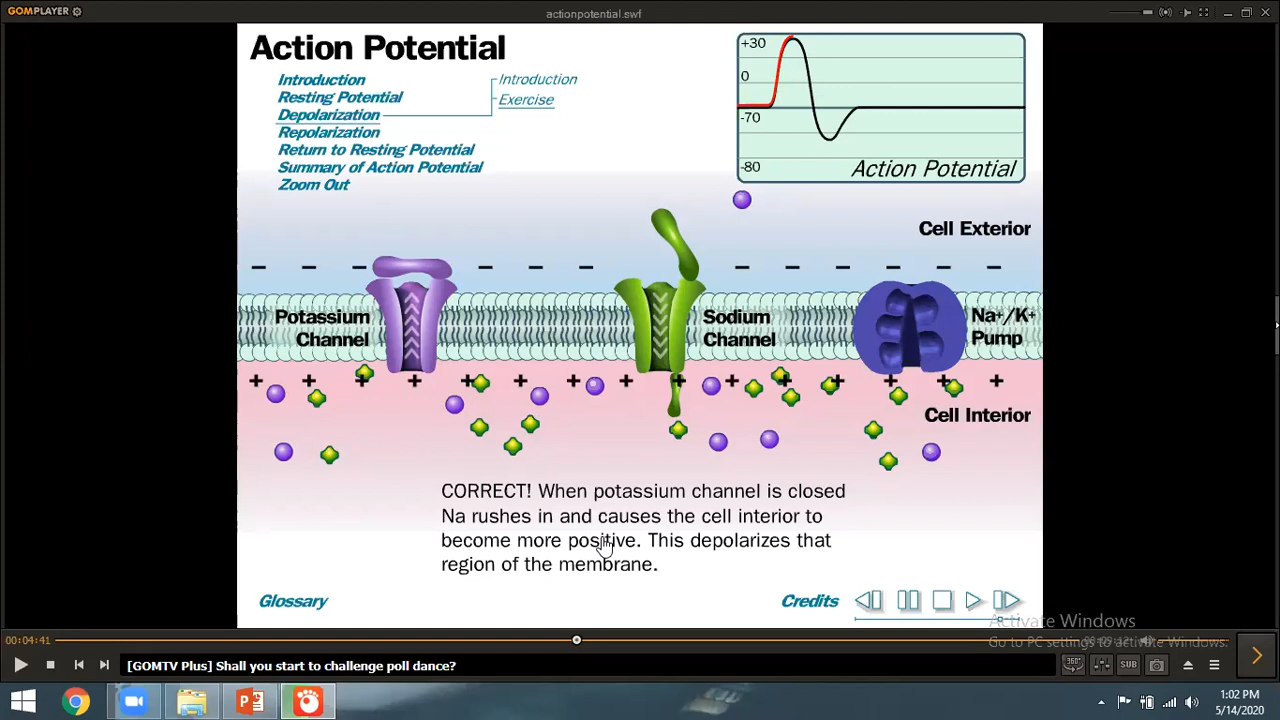 GOMPLAYER
actionpotential.swf
Action Potential
Introduction
Resting Potential
Depolarization
Repolarization
Return to Resting Potential
Summary of Action Potential
Zoom Out
Introduction
Exercise
+30
0
-70
-80
Action Potential
Cell Exterior
Potassium
Channel
Sodium
Channel
Na+/K+
Pump
Cell Interior
CORRECT! When potassium channel is closed
Na rushes in and causes the cell interior to
become more positive. This depolarizes that
region of the membrane.
Glossary
Credits
Activate Windows
Go to PC settings to activate Windows.
00:04:41
[GOMTV Plus] Shall you start to challenge poll dance?
360°
SUB
1:02 PM
5/14/2020